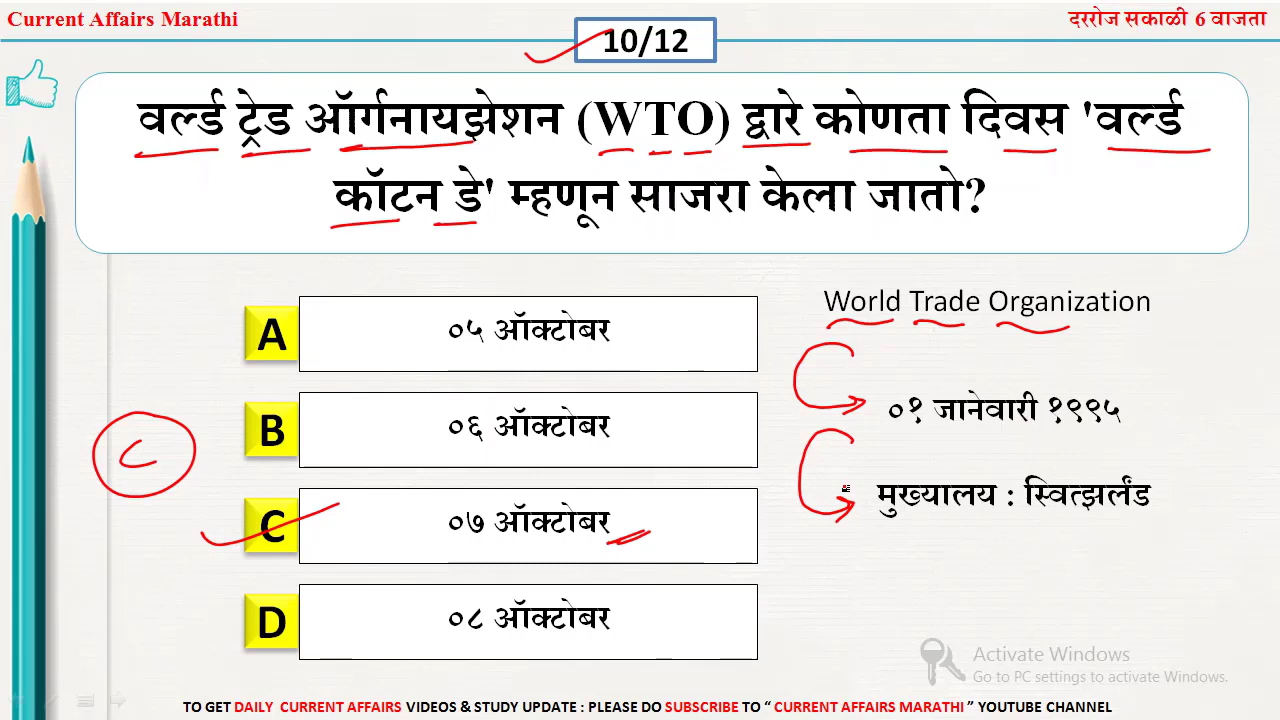 Current Affairs Marathi
दररोज सकाळी 6 वाजता
10/12
वर्ल्ड ट्रेड ऑर्गनायझेशन (WTO) द्वारे कोणता दिवस 'वर्ल्ड
कॉटन डे' म्हणून साजरा केला जातो?
A ०५ ऑक्टोबर
B ०६ ऑक्टोबर
C ०७ ऑक्टोबर
D ०८ ऑक्टोबर
C
World Trade Organization
०१ जानेवारी १९९५
मुख्यालय : स्वित्झर्लंड
Activate Windows
Go to PC settings to activate Windows.
TO GET DAILY CURRENT AFFAIRS VIDEOS & STUDY UPDATE : PLEASE DO SUBSCRIBE TO “ CURRENT AFFAIRS MARATHI ” YOUTUBE CHANNEL